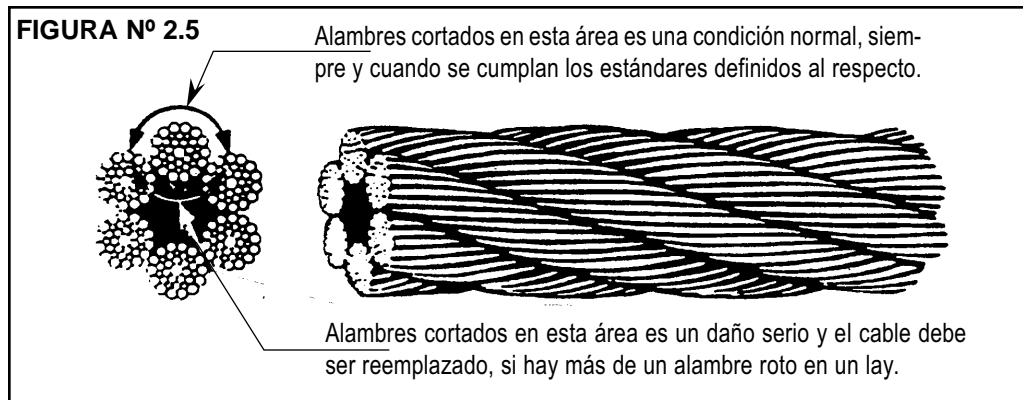 FIGURA Nº 2.5
Alambres cortados en esta área es una condición normal, siem-
pre y cuando se cumplan los estándares definidos al respecto.
Alambres cortados en esta área es un daño serio y el cable debe
ser reemplazado, si hay más de un alambre roto en un lay.